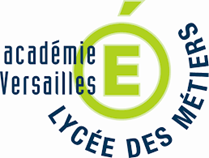 académie
Versailles
É
LYCÉE DES MÉTIERS